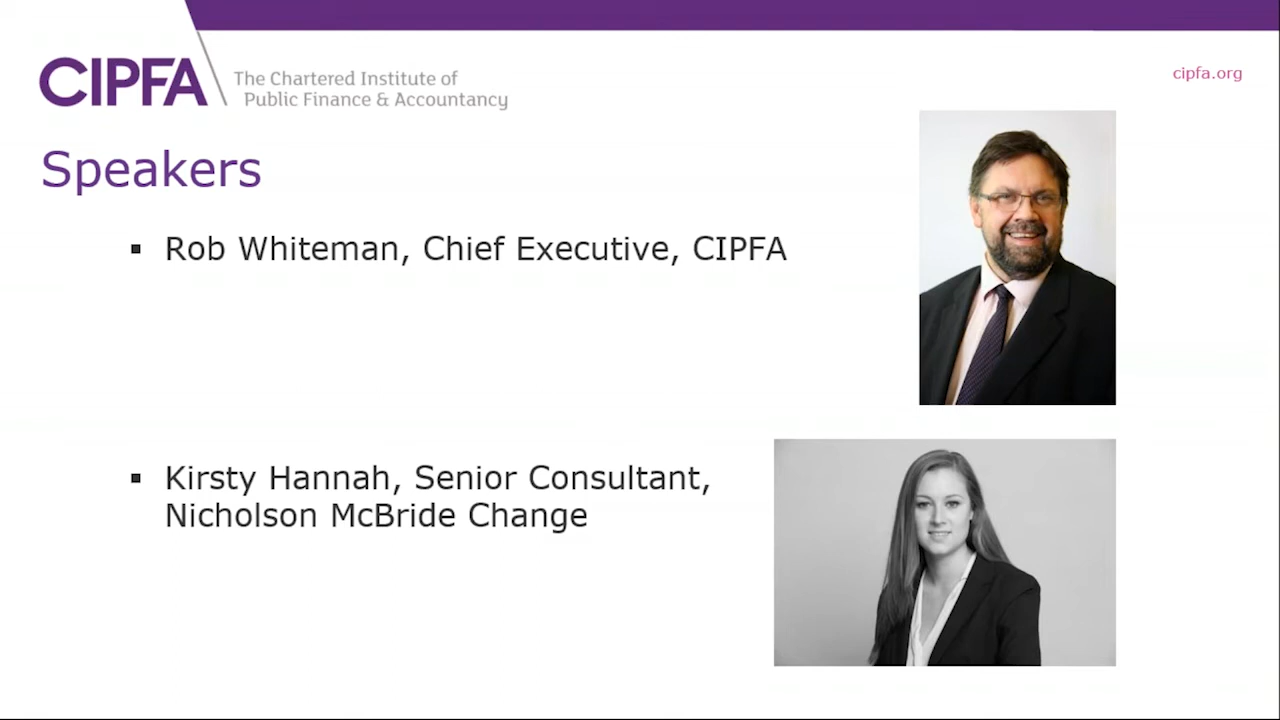 CIPFA
The Chartered Institute of
Public Finance & Accountancy
cipfa.org
Speakers
▪ Rob Whiteman, Chief Executive, CIPFA
▪ Kirsty Hannah, Senior Consultant,
Nicholson McBride Change